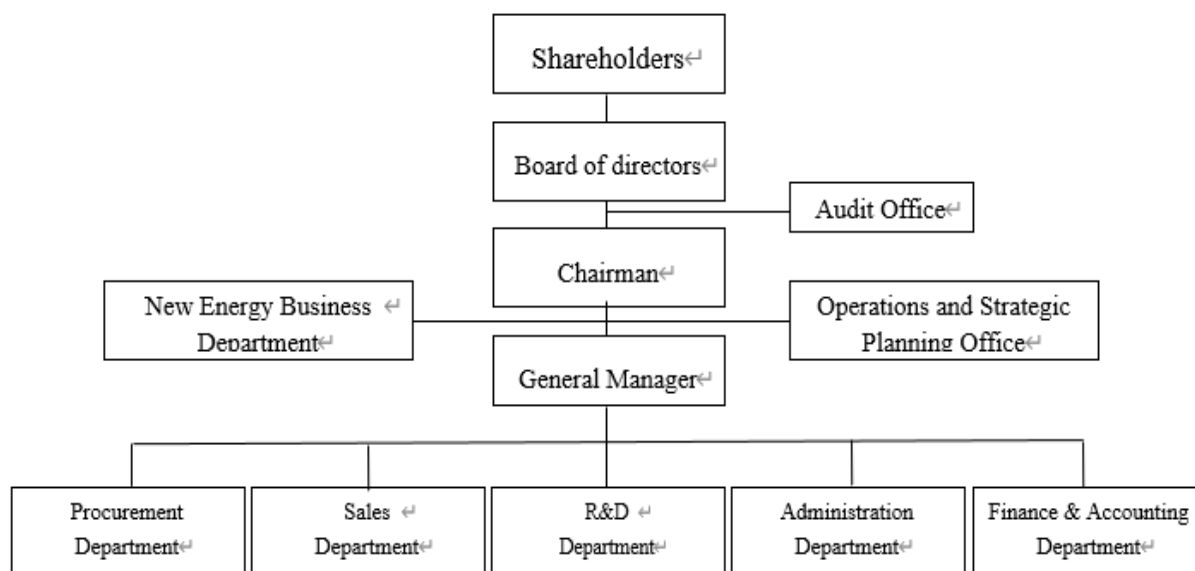 Shareholders↵
Board of directors↵
Audit Office↵
Chairman↵
New Energy Business ↵
Department↵
Operations and Strategic
Planning Office↵
General Manager↵
Procurement
Department↵
Sales ↵
Department↵
R&D ↵
Department↵
Administration
Department↵
Finance & Accounting
Department↵